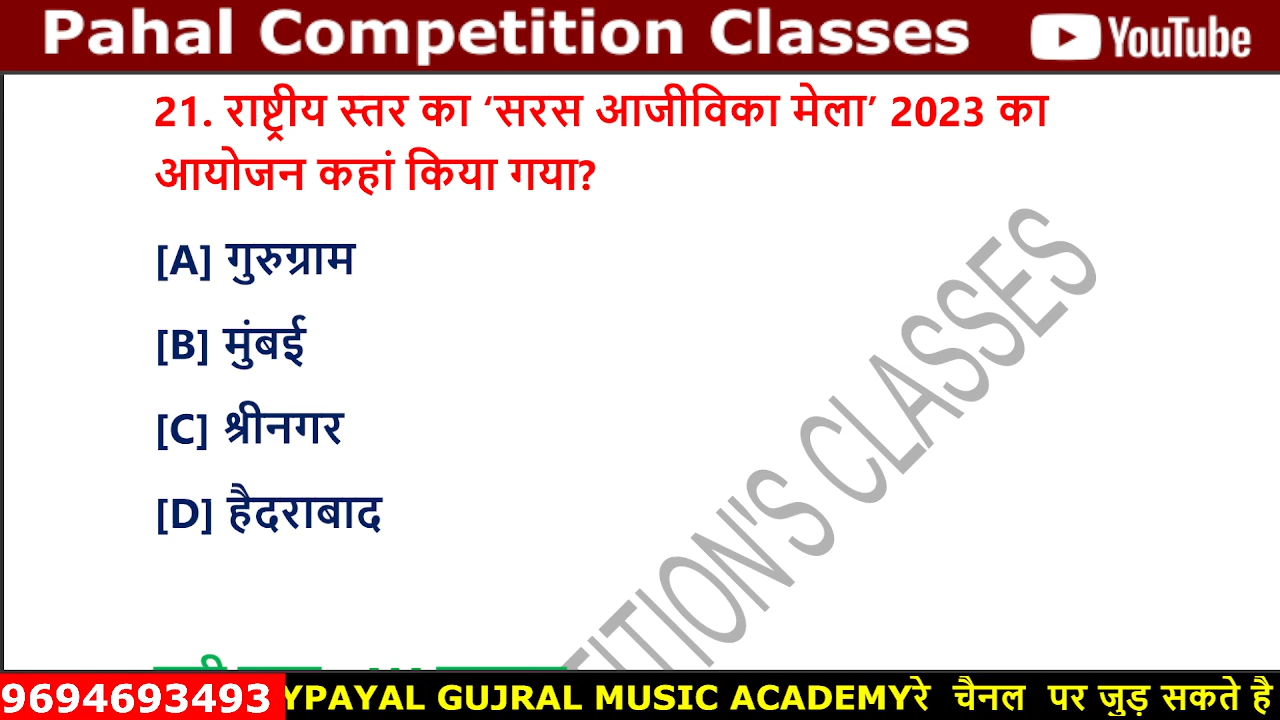 Pahal Competition Classes
YouTube
21. राष्ट्रीय स्तर का ‘सरस आजीविका मेला’ 2023 का
आयोजन कहां किया गया?
[A] गुरुग्राम
[B] मुंबई
[C] श्रीनगर
[D] हैदराबाद
ITION'S CLASSES
9694693493
YPAYAL GUJRAL MUSIC ACADEMYरे चैनल पर जुड़ सकते है